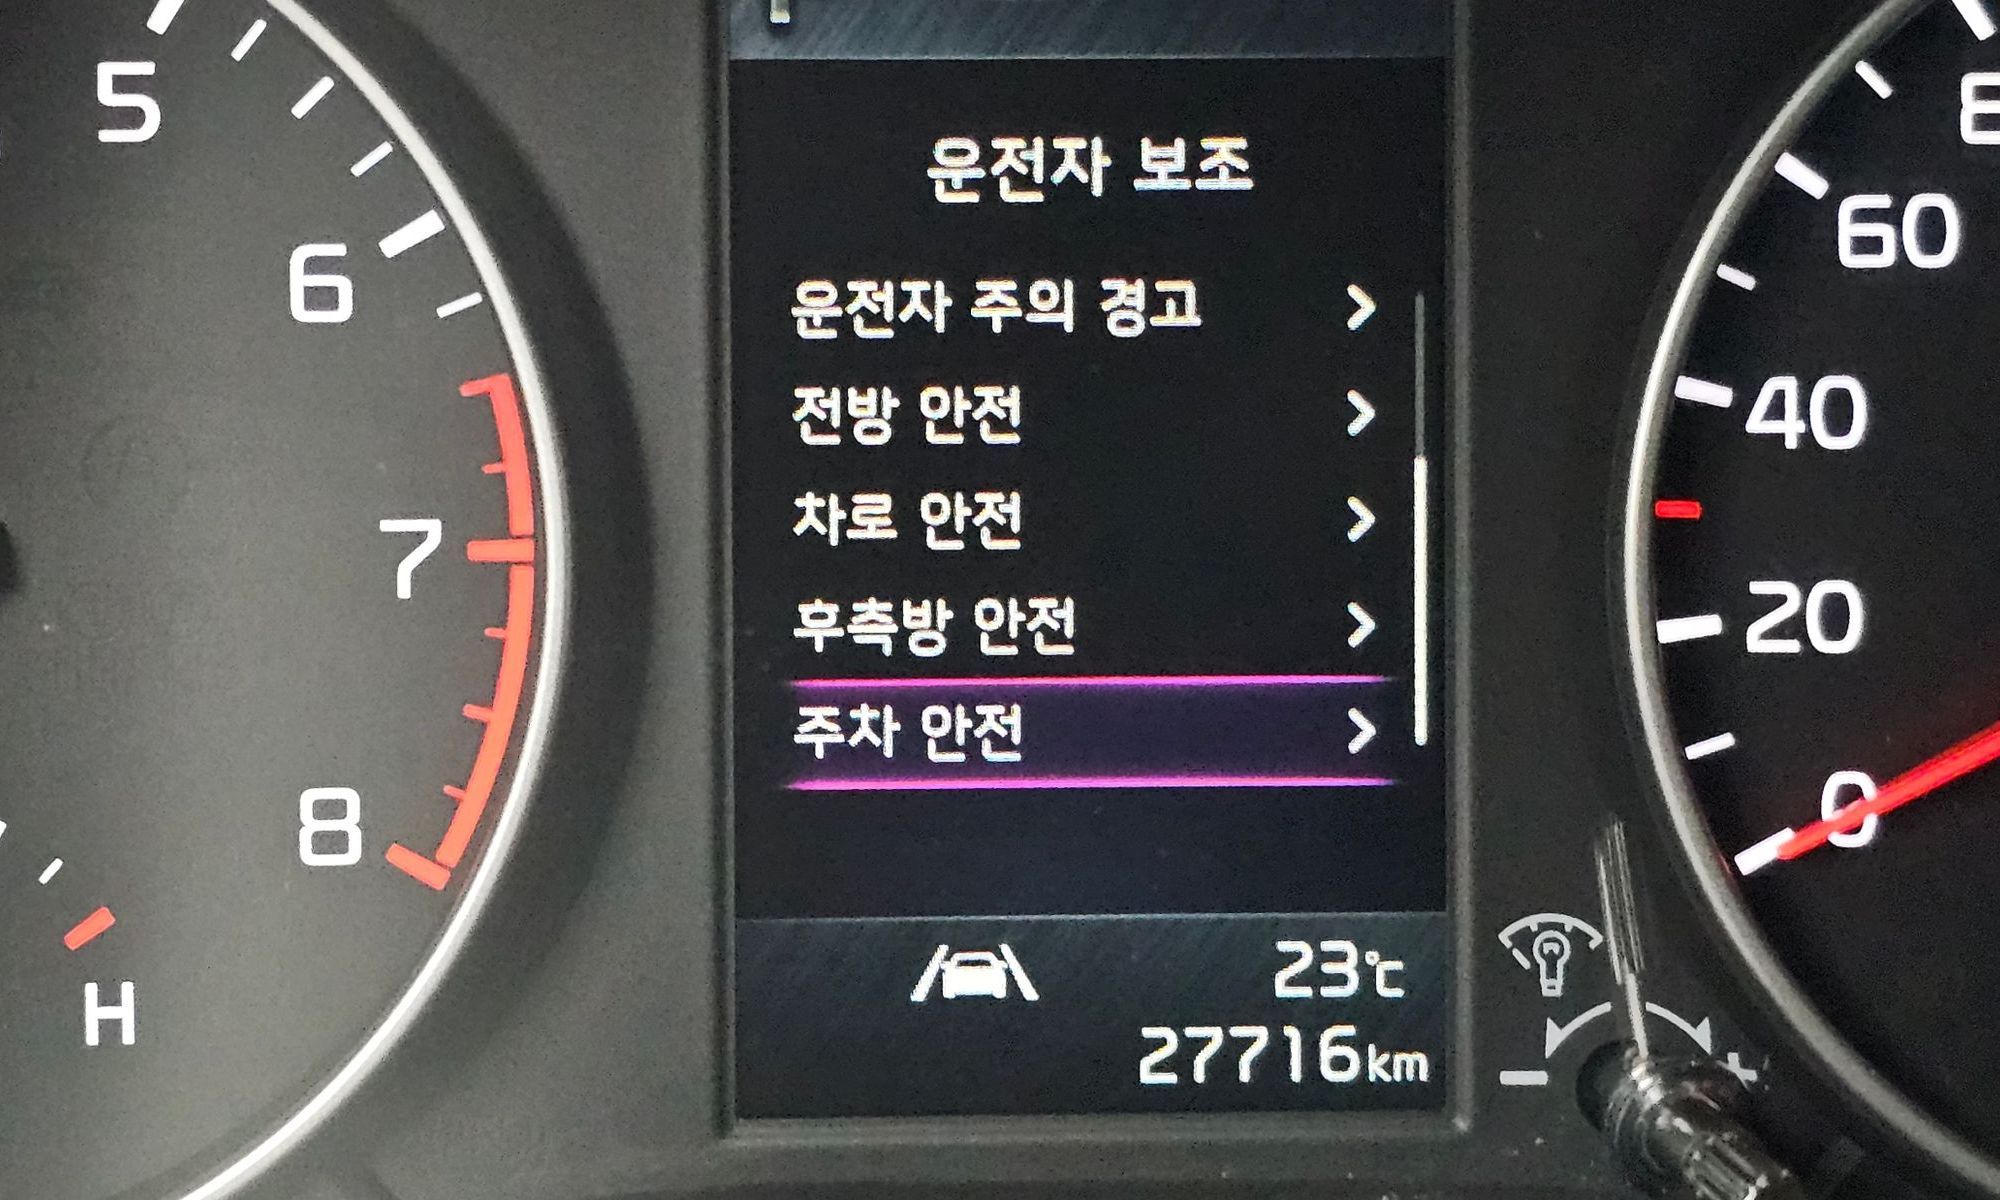 5
6
7
8
H
운전자 보조
운전자 주의 경고
전방 안전
차로 안전
후측방 안전
주차 안전
23℃
27716km
60
40
20
0